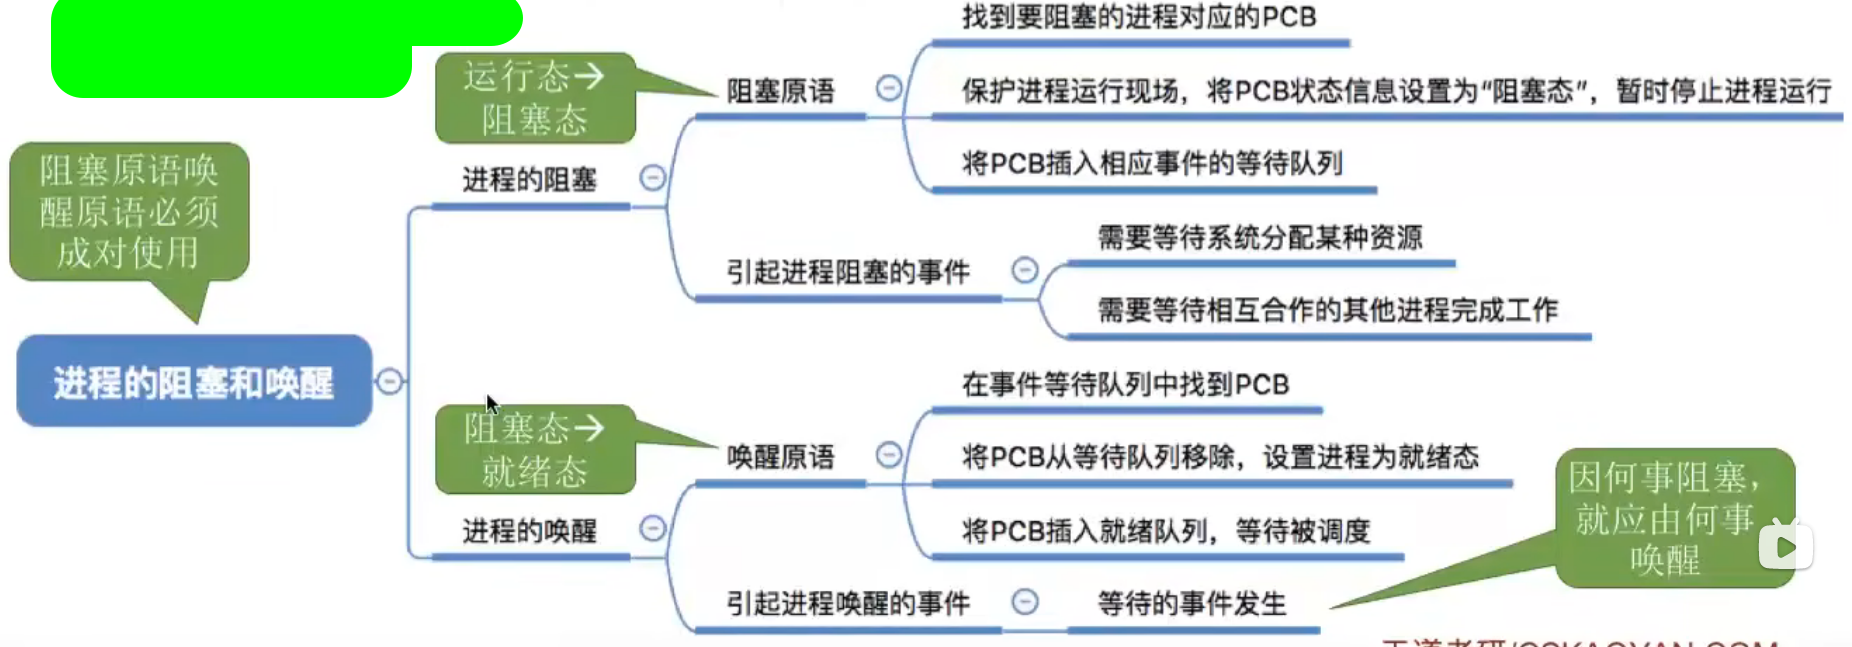 找到要阻塞的进程对应的PCB
运行态→
阻塞态
阻塞原语
保护进程运行现场，将PCB状态信息设置为“阻塞态”，暂时停止进程运行
将PCB插入相应事件的等待队列
进程的阻塞
阻塞原语唤
醒原语必须
成对使用
需要等待系统分配某种资源
引起进程阻塞的事件
需要等待相互合作的其他进程完成工作
进程的阻塞和唤醒
在事件等待队列中找到PCB
阻塞态→
就绪态
唤醒原语
将PCB从等待队列移除，设置进程为就绪态
将PCB插入就绪队列，等待被调度
进程的唤醒
因何事阻塞，
就应由何事
唤醒
引起进程唤醒的事件
等待的事件发生